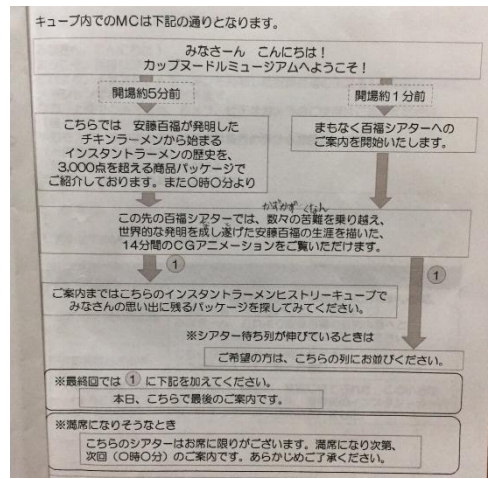 キューブ内でのMCは下記の通りとなります。
みなさーん こんにちは!
カップヌードルミュージアムへようこそ!
開場約5分前
開場約1分前
こちらでは 安藤百福が発明した
チキンラーメンから始まる
インスタントラーメンの歴史を、
3,000点を超える商品パッケージで
ご紹介しております。また〇時〇分より
まもなく百福シアターへの
ご案内を開始いたします。
かずかず くなん
この先の百福シアターでは、数々の苦難を乗り越え、
世界的な発明を成し遂げた安藤百福の生涯を描いた、
14分間のCGアニメーションをご覧いただけます。
1
1
ご案内まではこちらのインスタントラーメンヒストリーキューブで
みなさんの思い出に残るパッケージを探してみてください。
※シアター待ち列が伸びているときは
ご希望の方は、こちらの列にお並びください。
※最終回では 1 に下記を加えてください。
本日、こちらで最後のご案内です。
※満席になりそうなとき
こちらのシアターはお席に限りがございます。満席になり次第、
次回(〇時〇分)のご案内です。あらかじめご了承ください。